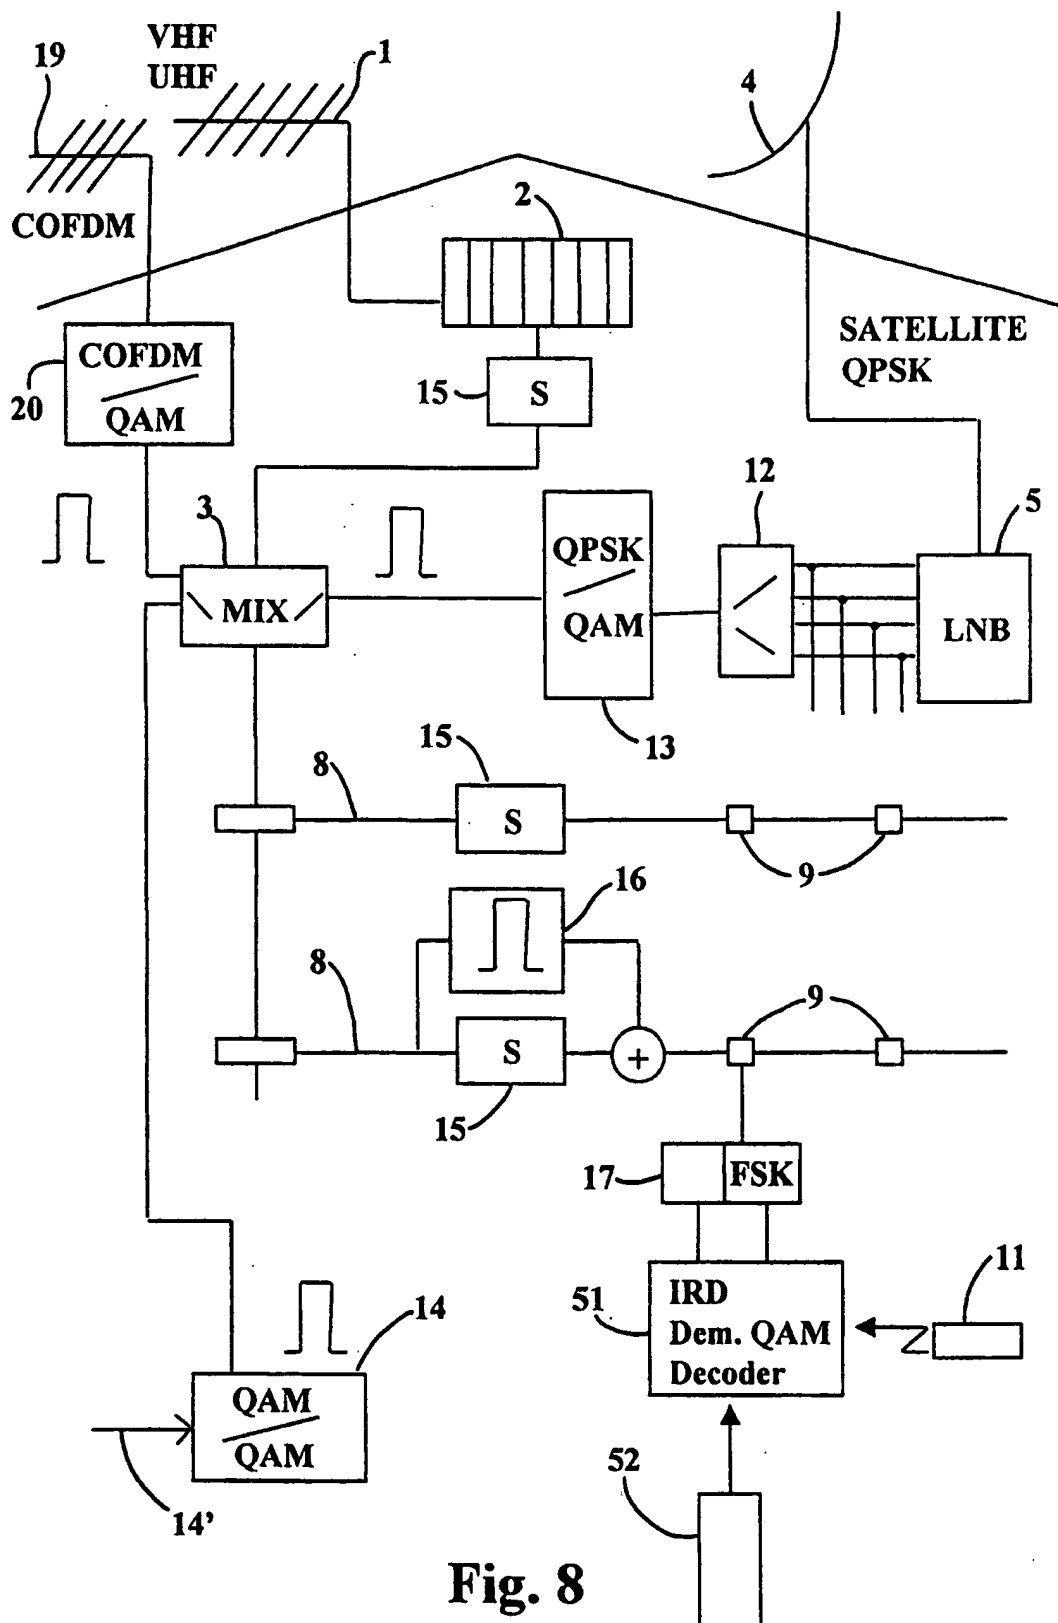 VHF
UHF
19
1
4
COFDM
2
COFDM
QAM
20
15
S
SATELLITE
QPSK
12
5
3
MIX
QPSK
QAM
LNB
13
15
8
S
9
16
8
S
+
9
15
17
FSK
11
51
IRD
Dem. QAM
Decoder
14
QAM
QAM
14'
52
Fig. 8